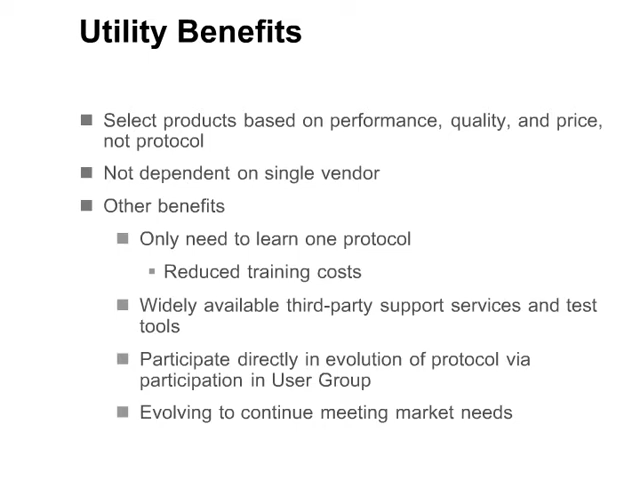 Utility Benefits
Select products based on performance, quality, and price,
not protocol
Not dependent on single vendor
Other benefits
Only need to learn one protocol
Reduced training costs
Widely available third-party support services and test
tools
Participate directly in evolution of protocol via
participation in User Group
Evolving to continue meeting market needs